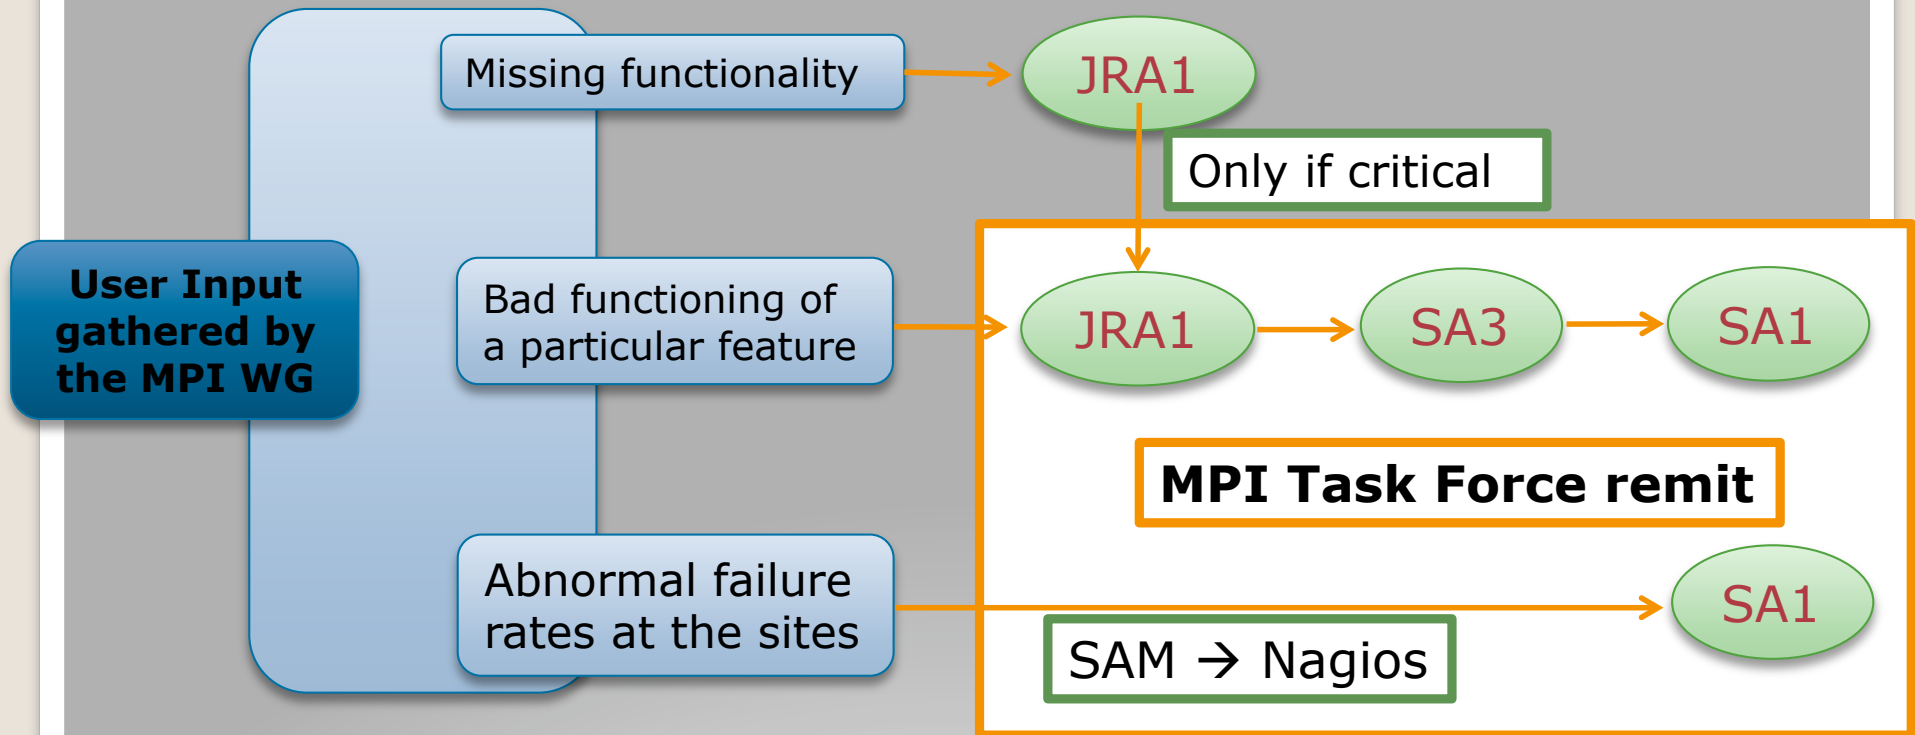 Missing functionality
JRA1
Only if critical
User Input
gathered by
the MPI WG
Bad functioning of
a particular feature
JRA1
SA3
SA1
MPI Task Force remit
Abnormal failure
rates at the sites
SA1
SAM → Nagios